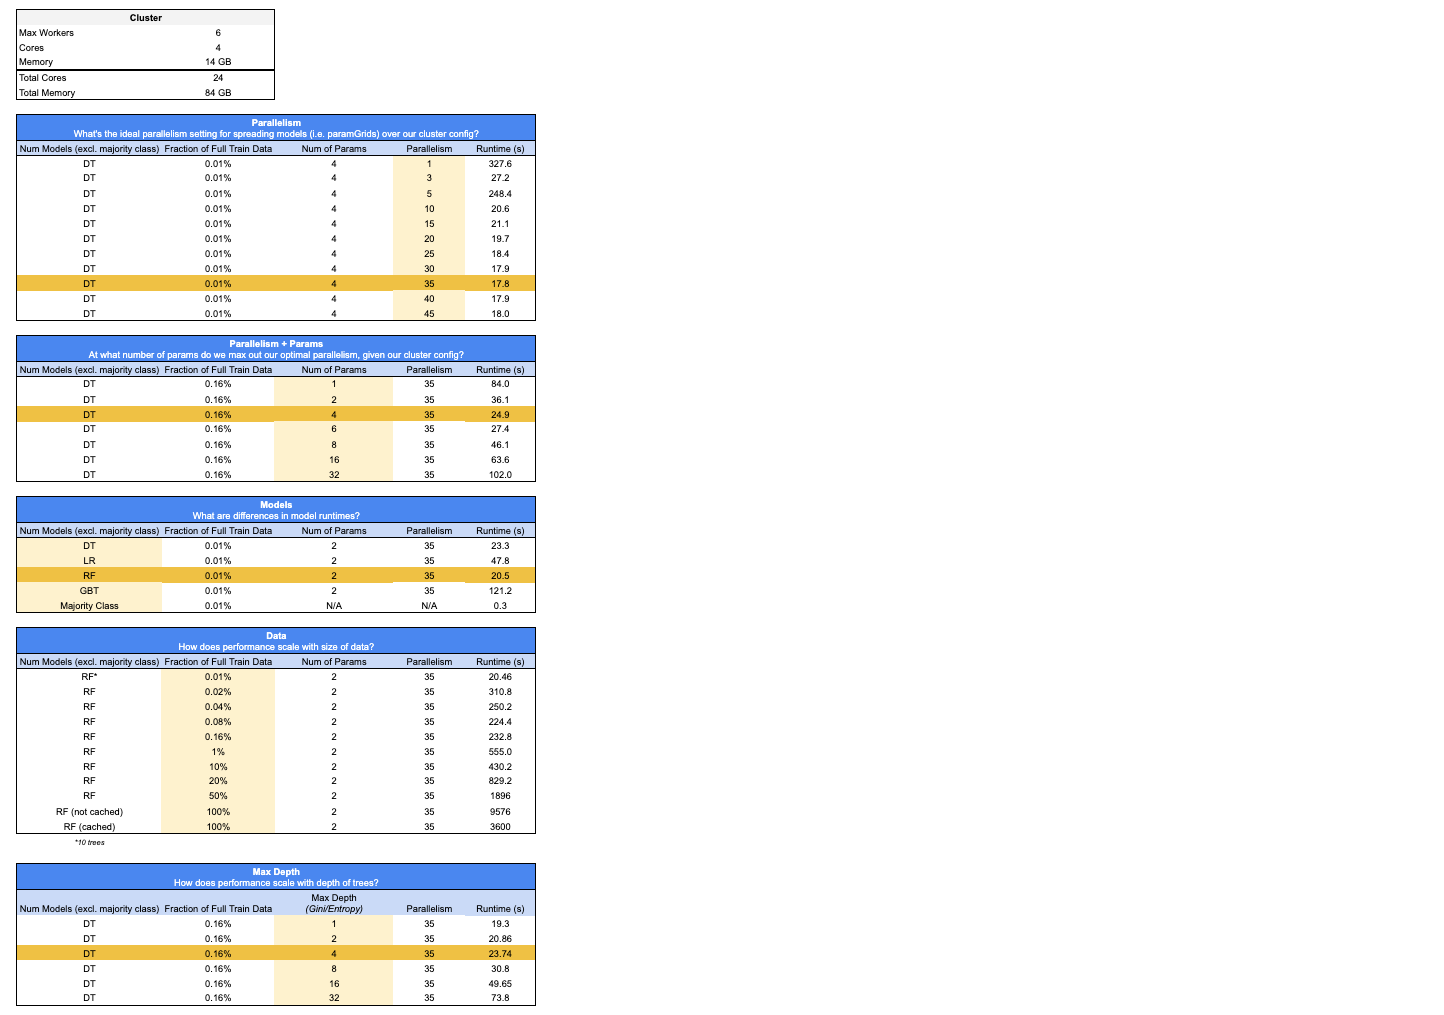 Cluster
Max Workers 6
Cores 4
Memory 14 GB
Total Cores 24
Total Memory 84 GB
Parallelism
What's the ideal parallelism setting for spreading models (i.e. paramGrids) over our cluster config?
Num Models (excl. majority class) Fraction of Full Train Data Num of Params Parallelism Runtime (s)
DT 0.01% 4 1 327.6
DT 0.01% 4 3 27.2
DT 0.01% 4 5 248.4
DT 0.01% 4 10 20.6
DT 0.01% 4 15 21.1
DT 0.01% 4 20 19.7
DT 0.01% 4 25 18.4
DT 0.01% 4 30 17.9
DT 0.01% 4 35 17.8
DT 0.01% 4 40 17.9
DT 0.01% 4 45 18.0
Parallelism + Params
At what number of params do we max out our optimal parallelism, given our cluster config?
Num Models (excl. majority class) Fraction of Full Train Data Num of Params Parallelism Runtime (s)
DT 0.16% 1 35 84.0
DT 0.16% 2 35 36.1
DT 0.16% 4 35 24.9
DT 0.16% 6 35 27.4
DT 0.16% 8 35 46.1
DT 0.16% 16 35 63.6
DT 0.16% 32 35 102.0
Models
What are differences in model runtimes?
Num Models (excl. majority class) Fraction of Full Train Data Num of Params Parallelism Runtime (s)
DT 0.01% 2 35 23.3
LR 0.01% 2 35 47.8
RF 0.01% 2 35 20.5
GBT 0.01% 2 35 121.2
Majority Class 0.01% N/A N/A 0.3
Data
How does performance scale with size of data?
Num Models (excl. majority class) Fraction of Full Train Data Num of Params Parallelism Runtime (s)
RF* 0.01% 2 35 20.46
RF 0.02% 2 35 310.8
RF 0.04% 2 35 250.2
RF 0.08% 2 35 224.4
RF 0.16% 2 35 232.8
RF 1% 2 35 555.0
RF 10% 2 35 430.2
RF 20% 2 35 829.2
RF 50% 2 35 1896
RF (not cached) 100% 2 35 9576
RF (cached) 100% 2 35 3600
*10 trees
Max Depth
How does performance scale with depth of trees?
Max Depth
Num Models (excl. majority class) Fraction of Full Train Data (Gini/Entropy) Parallelism Runtime (s)
DT 0.16% 1 35 19.3
DT 0.16% 2 35 20.86
DT 0.16% 4 35 23.74
DT 0.16% 8 35 30.8
DT 0.16% 16 35 49.65
DT 0.16% 32 35 73.8